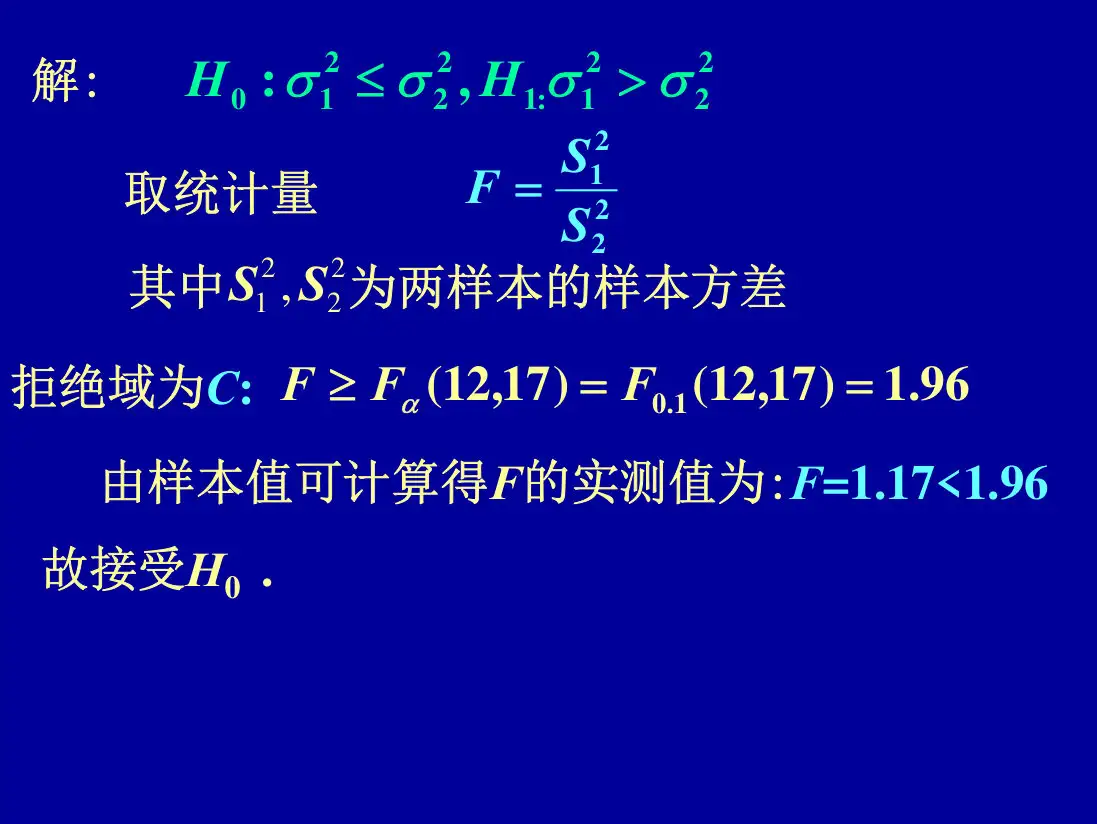 解: H₀:σ₁²≤σ₂²,H₁:σ₁²>σ₂²
取统计量 F=S₁²/S₂²
其中S₁²,S₂²为两样本的样本方差
拒绝域为C: F≥Fα(12,17)=F₀.₁(12,17)=1.96
由样本值可计算得F的实测值为:F=1.17<1.96
故接受H₀ .